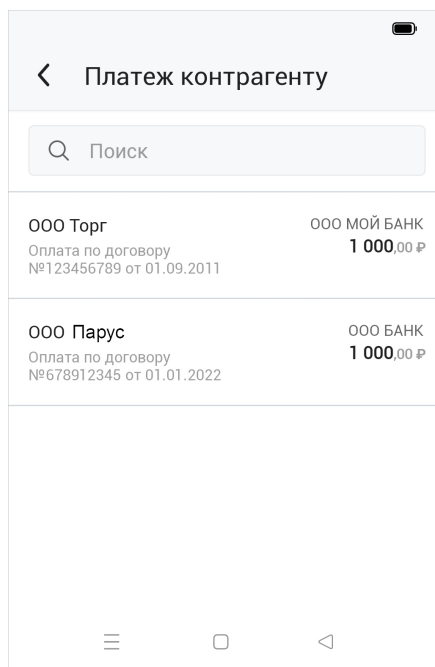 Платеж контрагенту
Поиск
ООО Торг
ООО МОЙ БАНК
Оплата по договору
1 000,00 ₽
№123456789 от 01.09.2011
ООО Парус
ООО БАНК
Оплата по договору
1 000,00 ₽
№678912345 от 01.01.2022